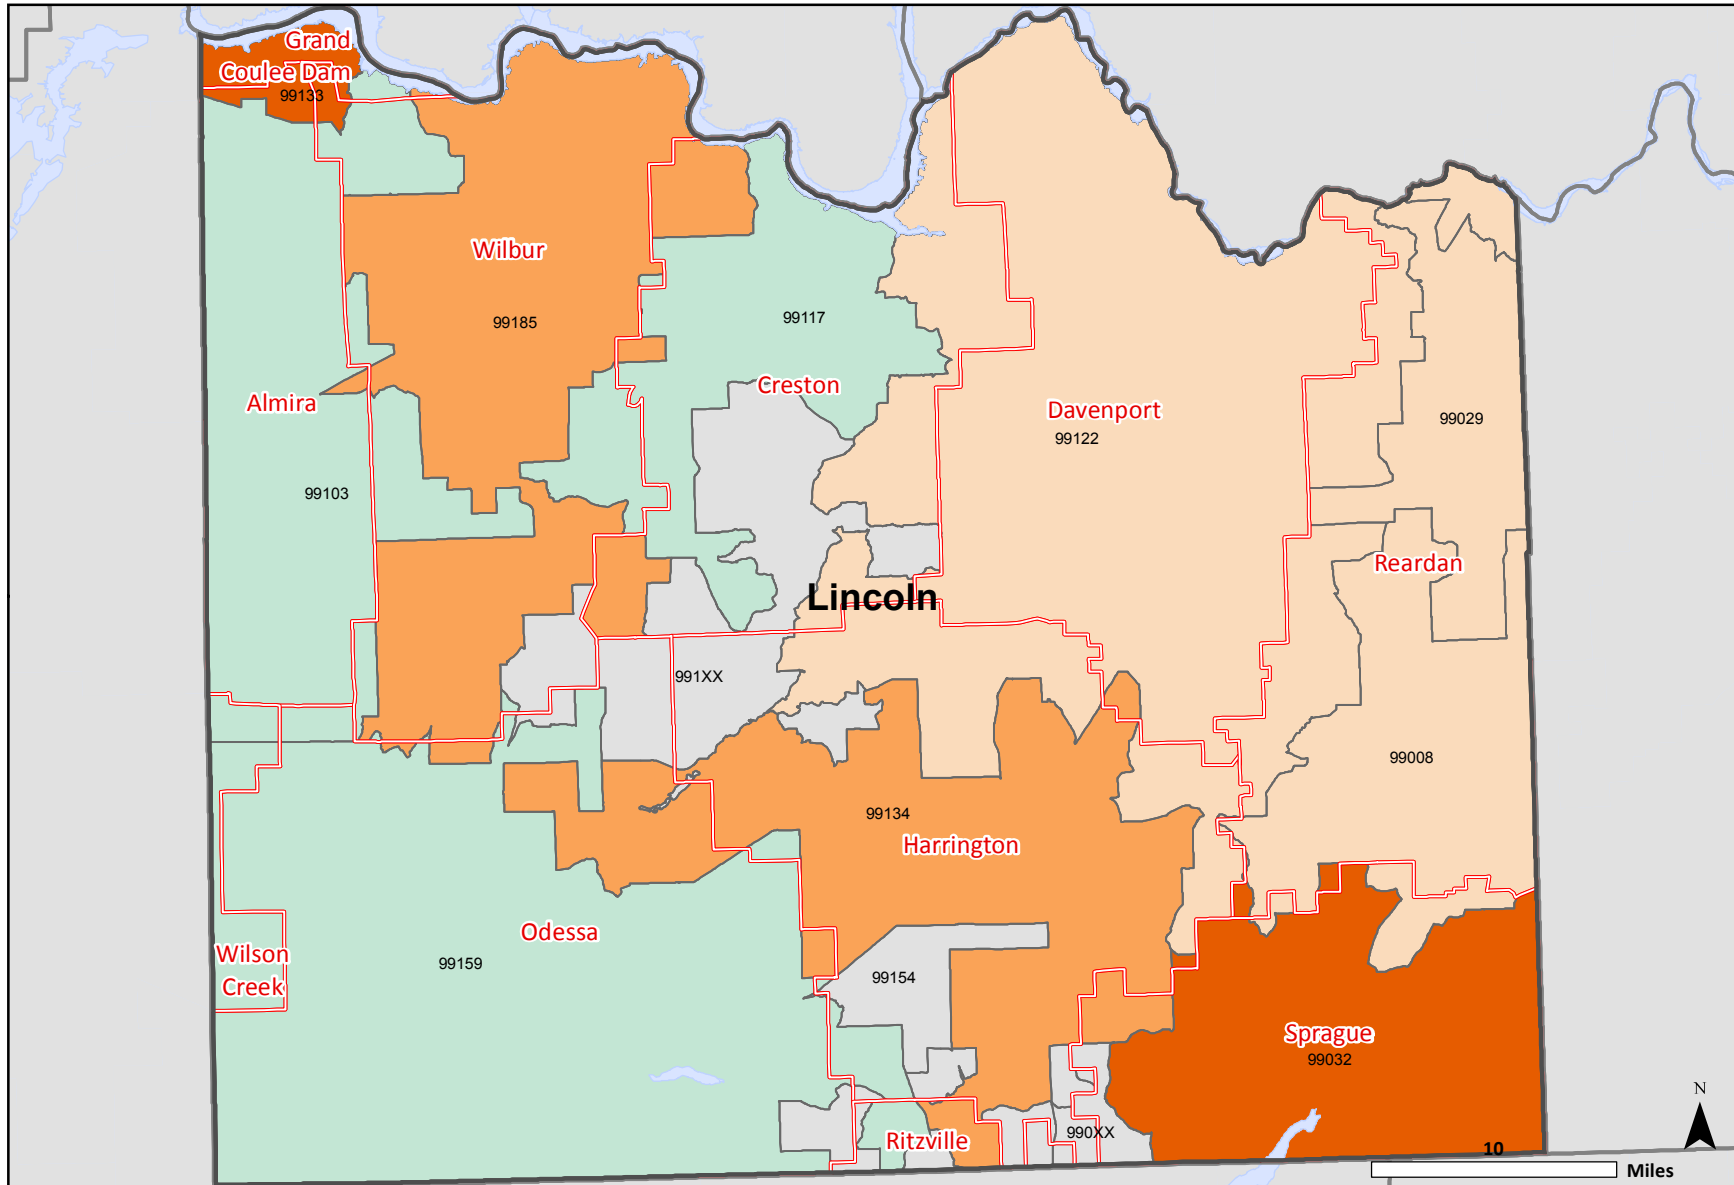 Grand
Coulee Dam
99133
Wilbur
99185
99117
Creston
Almira
Davenport
99122
99029
99103
Reardan
Lincoln
991XX
99008
99134
Harrington
Odessa
99159
Wilson
Creek
99154
Sprague
99032
990XX
Ritzville
N
10
Miles